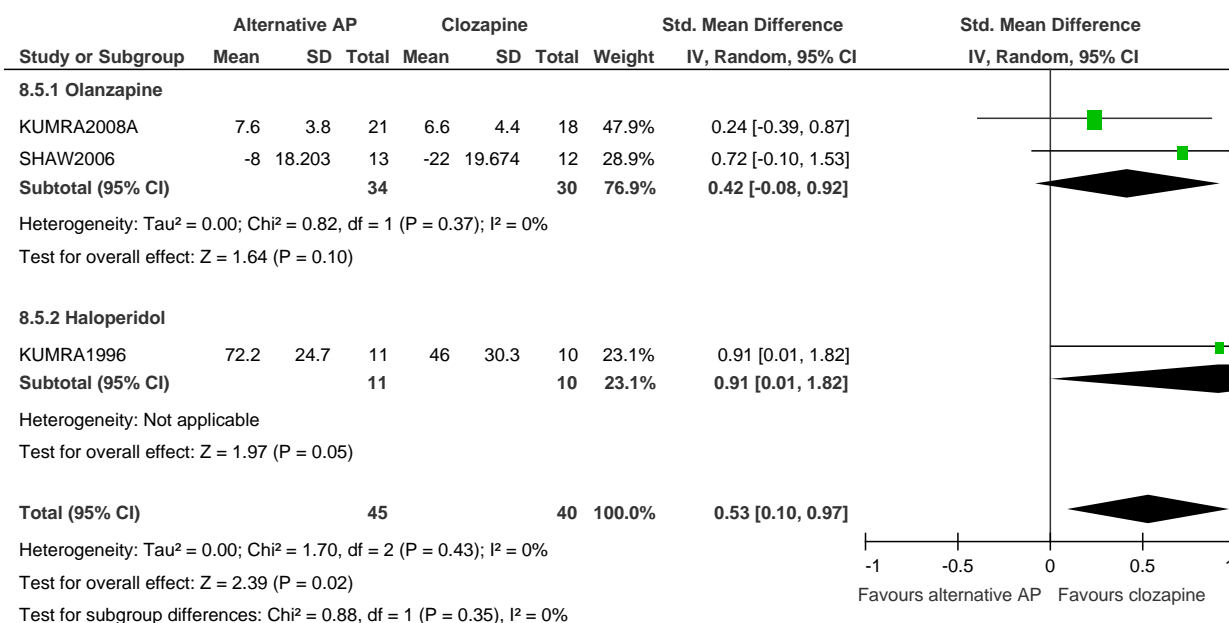 Alternative AP Clozapine Std. Mean Difference Std. Mean Difference
Study or Subgroup Mean SD Total Mean SD Total Weight IV, Random, 95% CI IV, Random, 95% CI
8.5.1 Olanzapine
KUMRA2008A 7.6 3.8 21 6.6 4.4 18 47.9% 0.24 [-0.39, 0.87]
SHAW2006 -8 18.203 13 -22 19.674 12 28.9% 0.72 [-0.10, 1.53]
Subtotal (95% CI) 34 30 76.9% 0.42 [-0.08, 0.92]
Heterogeneity: Tau² = 0.00; Chi² = 0.82, df = 1 (P = 0.37); I² = 0%
Test for overall effect: Z = 1.64 (P = 0.10)
8.5.2 Haloperidol
KUMRA1996 72.2 24.7 11 46 30.3 10 23.1% 0.91 [0.01, 1.82]
Subtotal (95% CI) 11 10 23.1% 0.91 [0.01, 1.82]
Heterogeneity: Not applicable
Test for overall effect: Z = 1.97 (P = 0.05)
Total (95% CI) 45 40 100.0% 0.53 [0.10, 0.97]
Heterogeneity: Tau² = 0.00; Chi² = 1.70, df = 2 (P = 0.43); I² = 0%
-1 -0.5 0 0.5 1
Test for overall effect: Z = 2.39 (P = 0.02)
Favours alternative AP Favours clozapine
Test for subgroup differences: Chi² = 0.88, df = 1 (P = 0.35), I² = 0%